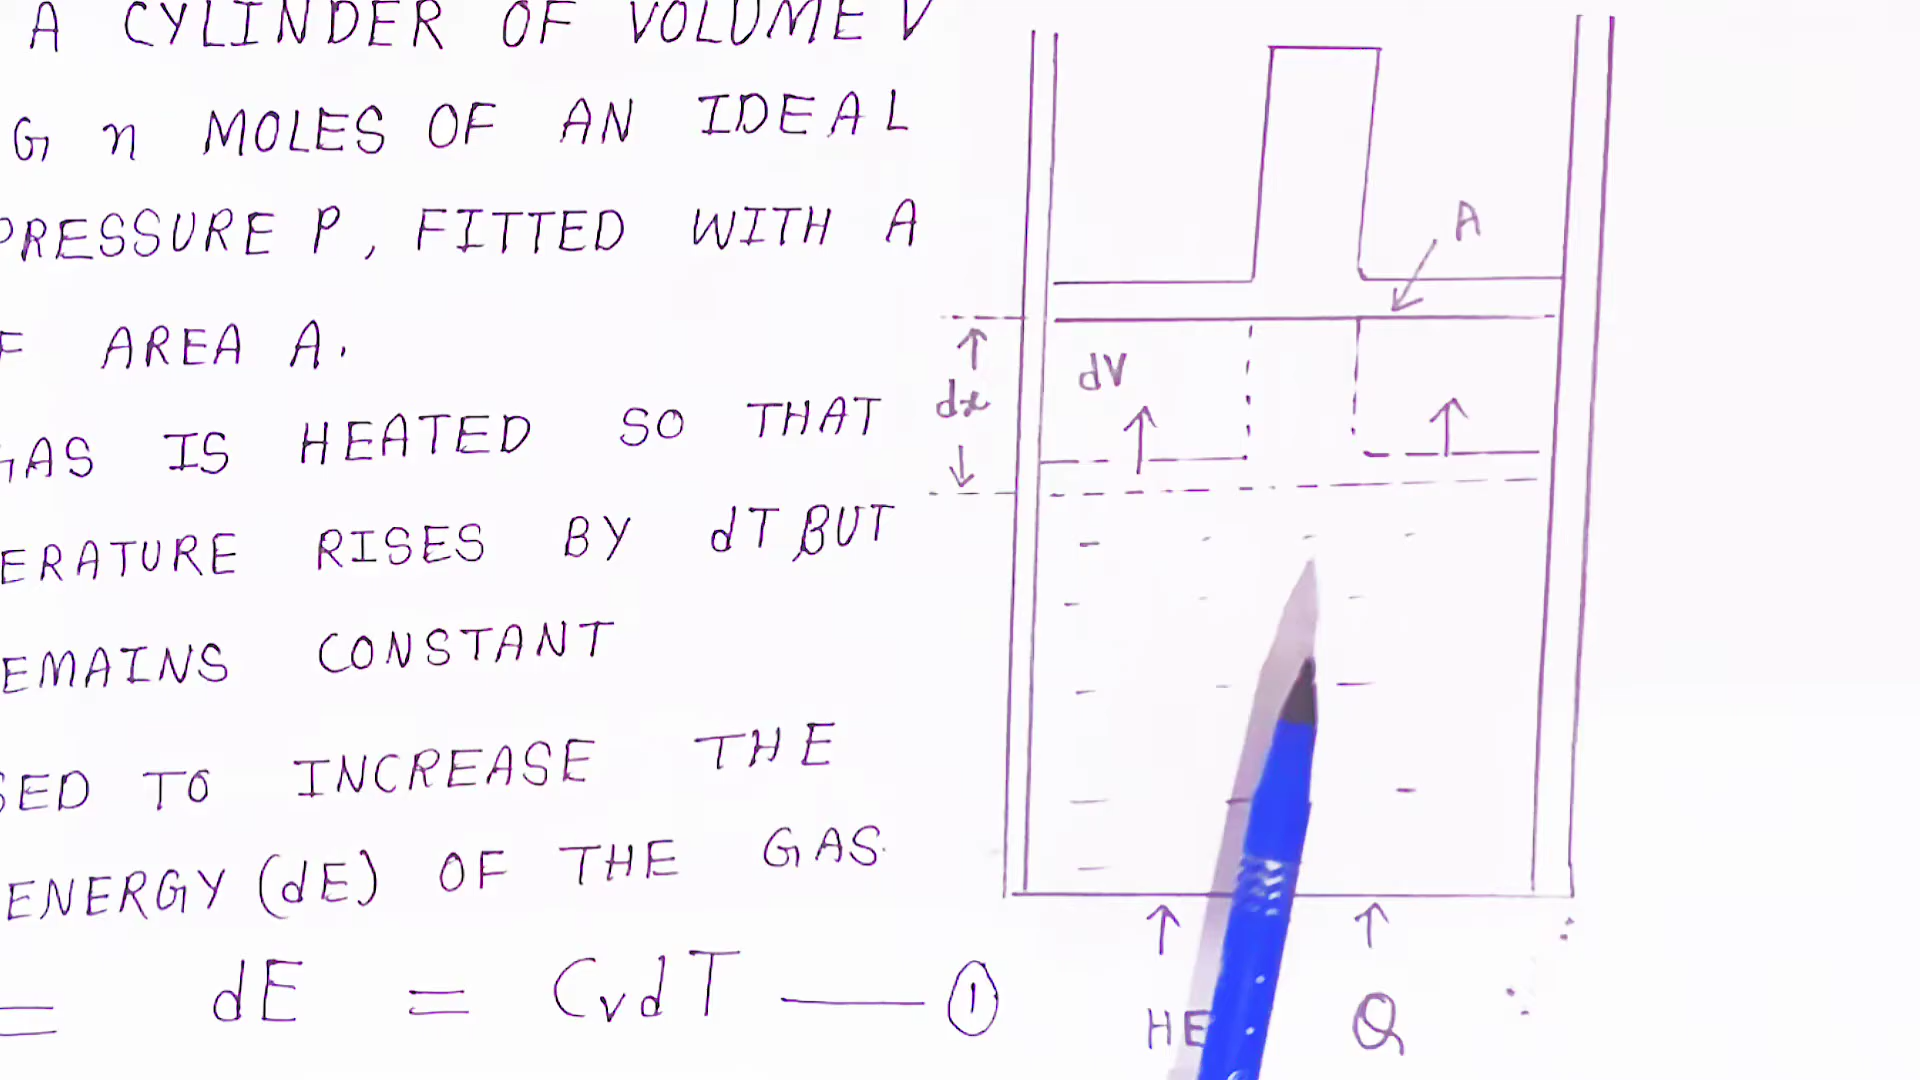 A CYLINDER OF VOLUME V
G n MOLES OF AN IDEAL
PRESSURE P, FITTED WITH A
F AREA A.
GAS IS HEATED SO THAT
ERATURE RISES BY dT BUT
EMAINS CONSTANT
SED TO INCREASE THE
ENERGY (dE) OF THE GAS.
= dE = CvdT — ①
A
dV
dx
HE
Q